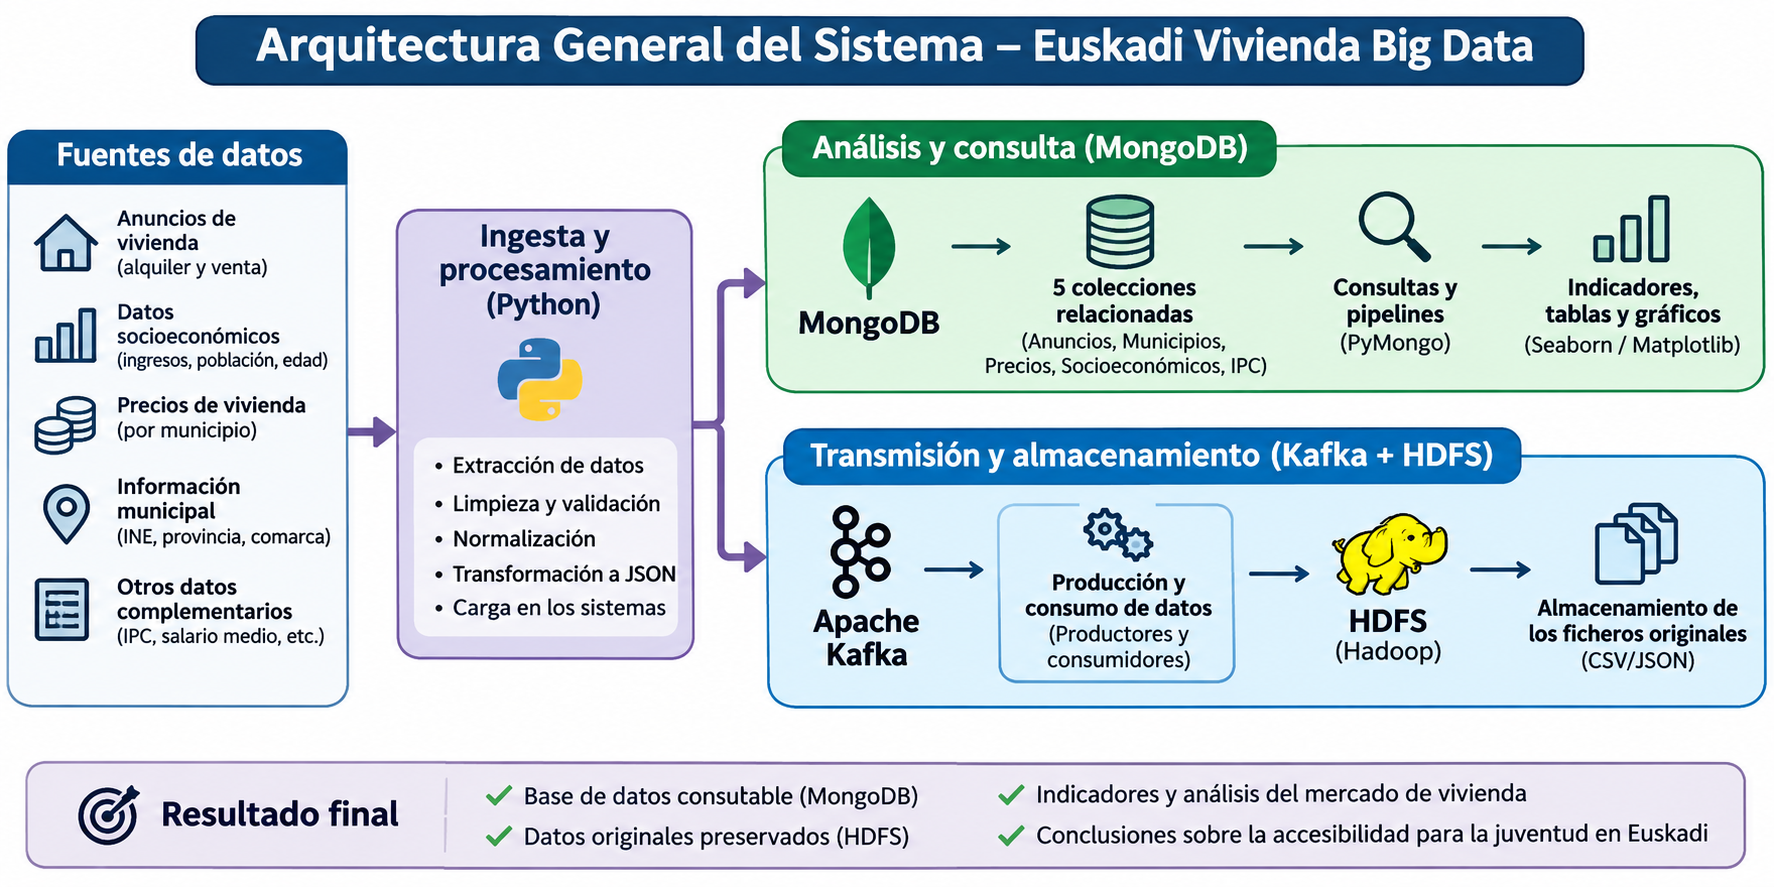 Arquitectura General del Sistema – Euskadi Vivienda Big Data
Fuentes de datos
Anuncios de
vivienda
(alquiler y venta)
Datos
socioeconómicos
(ingresos, población, edad)
Precios de vivienda
(por municipio)
Información
municipal
(INE, provincia, comarca)
Otros datos
complementarios
(IPC, salario medio, etc.)
Ingesta y
procesamiento
(Python)
• Extracción de datos
• Limpieza y validación
• Normalización
• Transformación a JSON
• Carga en los sistemas
Análisis y consulta (MongoDB)
MongoDB
5 colecciones
relacionadas
(Anuncios, Municipios,
Precios, Socioeconómicos, IPC)
Consultas y
pipelines
(PyMongo)
Indicadores,
tablas y gráficos
(Seaborn / Matplotlib)
Transmisión y almacenamiento (Kafka + HDFS)
Apache
Kafka
Producción y
consumo de datos
(Productores y
consumidores)
HDFS
(Hadoop)
Almacenamiento de
los ficheros originales
(CSV/JSON)
Resultado final
Base de datos consutable (MongoDB)
Datos originales preservados (HDFS)
Indicadores y análisis del mercado de vivienda
Conclusiones sobre la accesibilidad para la juventud en Euskadi